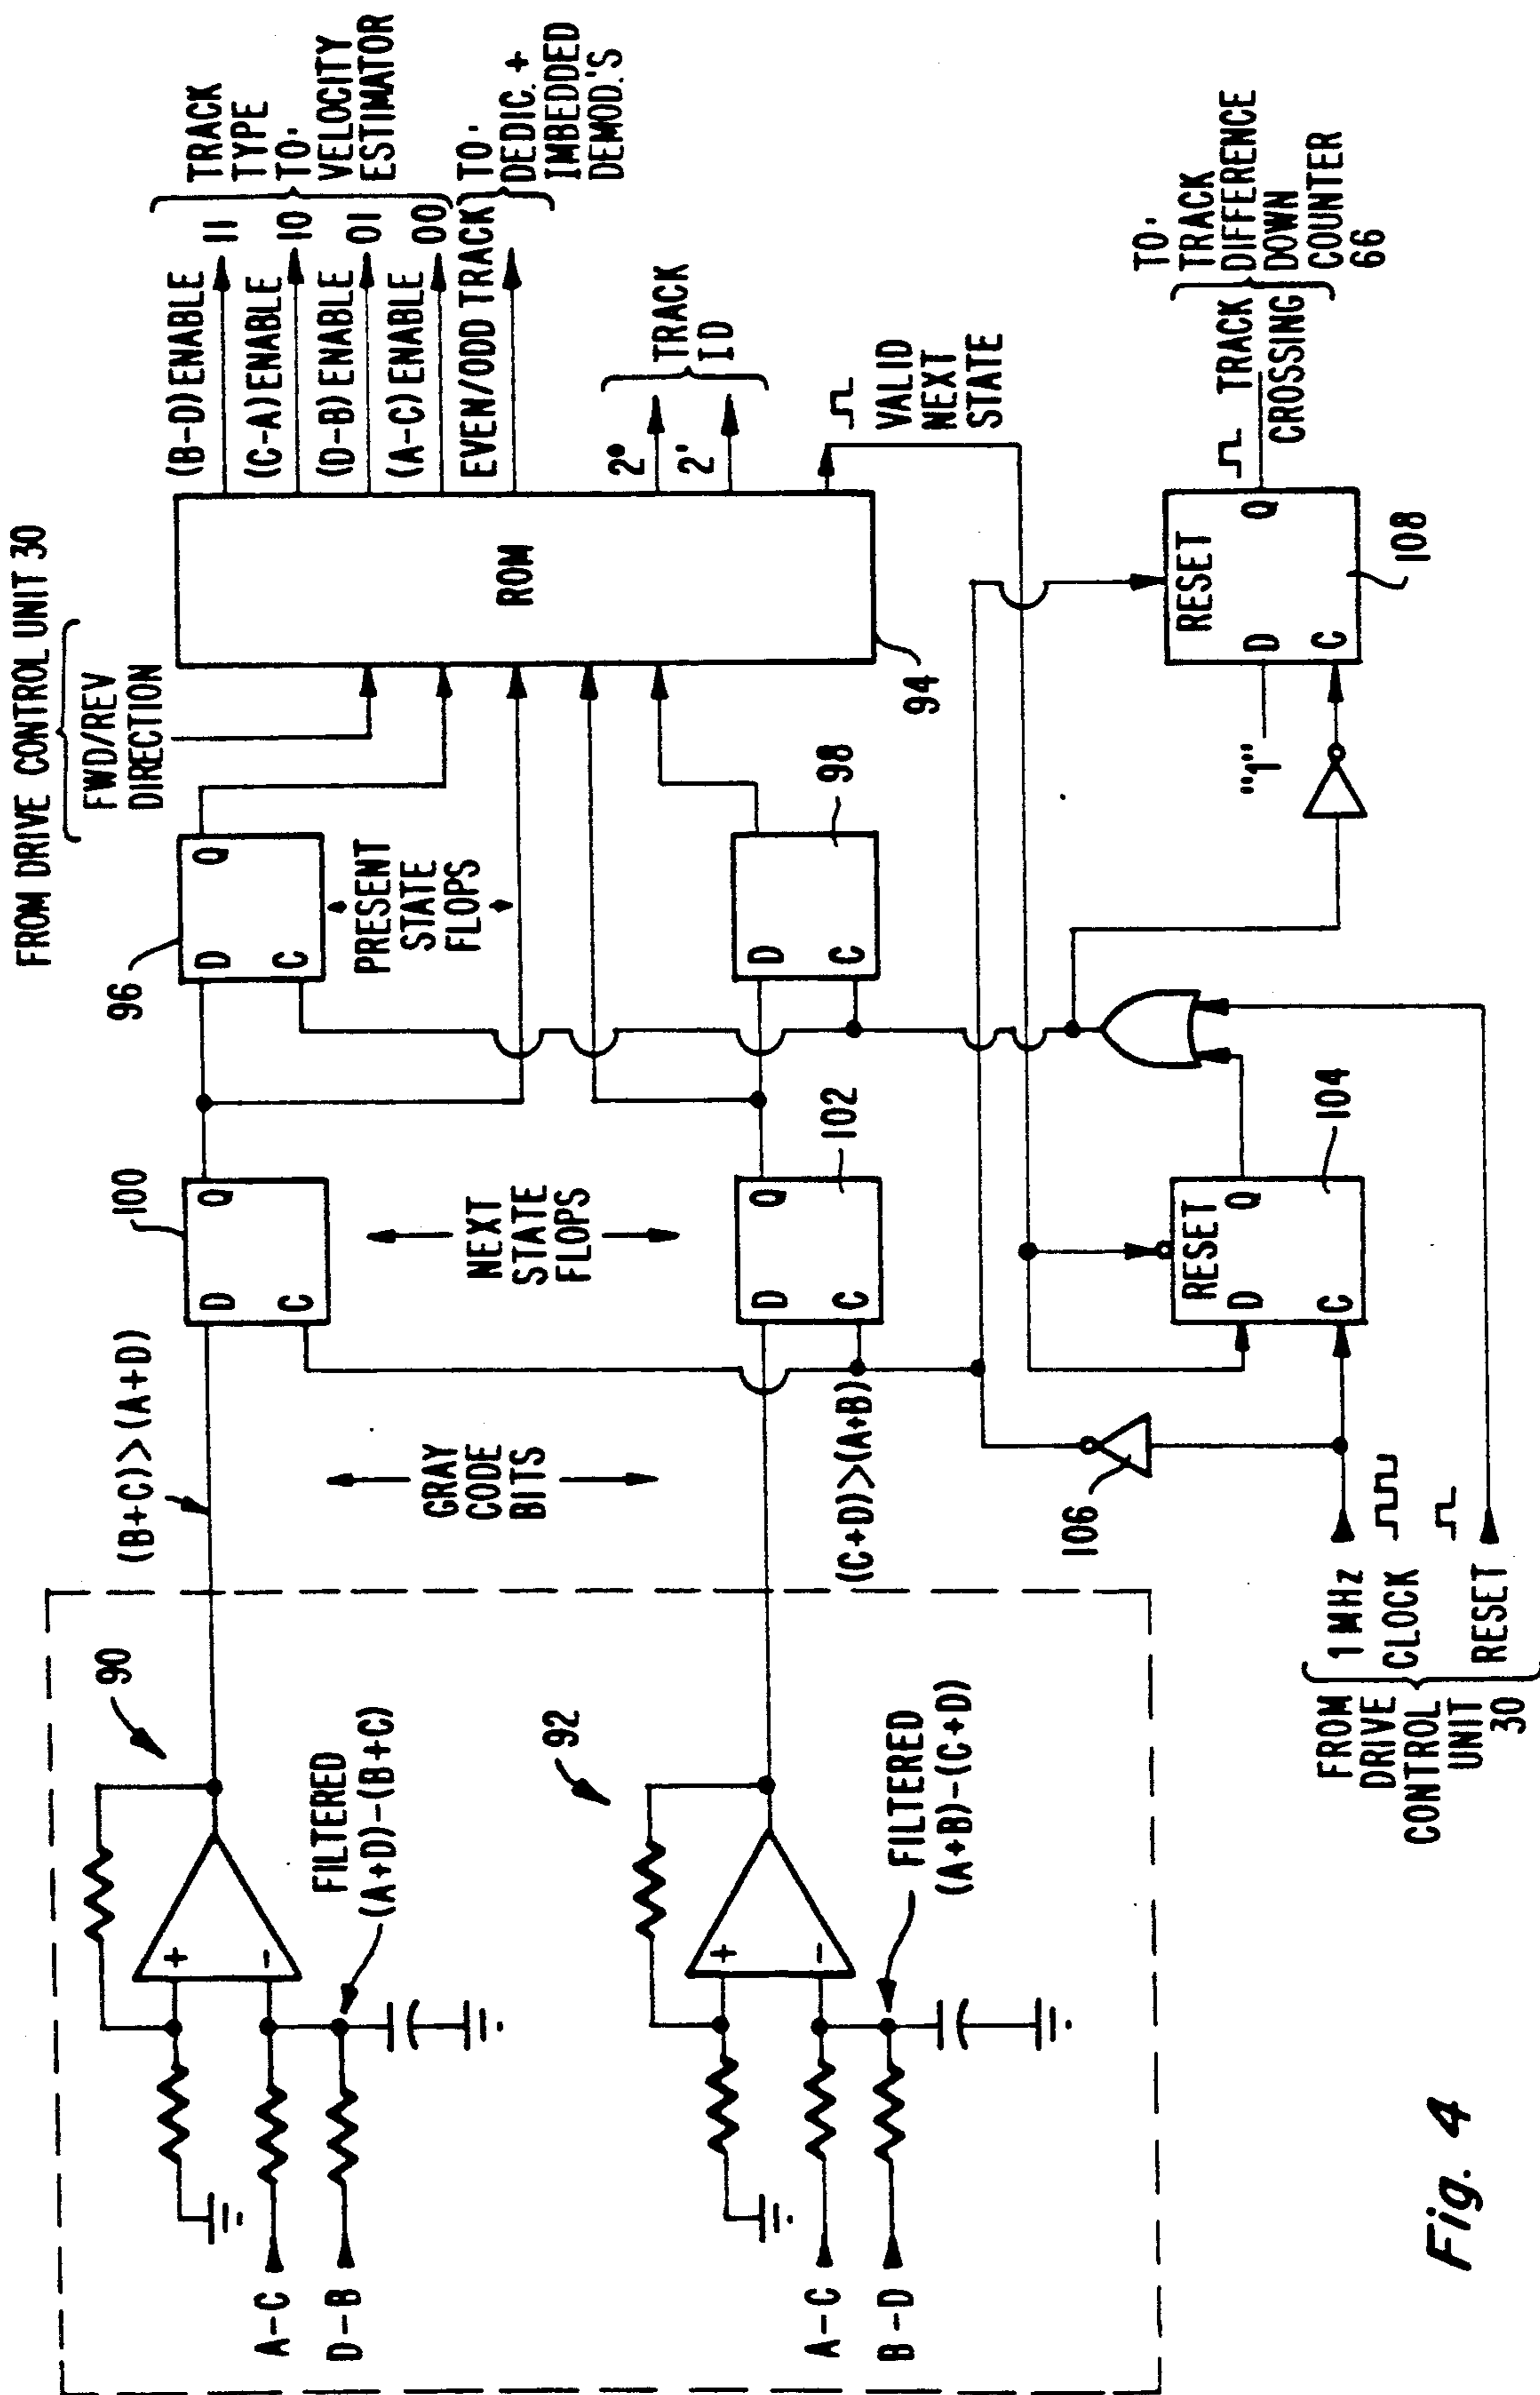 FROM DRIVE CONTROL UNIT 30
FWD/REV
DIRECTION
(B-D) ENABLE
11
(C-A) ENABLE
10
(D-B) ENABLE
01
(A-C) ENABLE
00
TRACK
TYPE
TO:
VELOCITY
ESTIMATOR
EVEN/ODD TRACK
TO:
DEDIC. +
IMBEDDED
DEMOD.'S
2⁰
2'
TRACK
ID
VALID
NEXT
STATE
ROM
94
96
D
Q
C
PRESENT
STATE
FLOPS
98
D
Q
C
100
D
Q
C
NEXT
STATE
FLOPS
102
D
Q
C
(B+C)>(A+D)
GRAY
CODE
BITS
(C+D)>(A+B)
90
+
-
FILTERED
(A+D)-(B+C)
A-C
D-B
92
+
-
FILTERED
(A+B)-(C+D)
A-C
B-D
106
RESET
D
Q
C
104
"1"
RESET
D
Q
C
108
TRACK
CROSSING
TO:
TRACK
DIFFERENCE
DOWN
COUNTER
66
FROM
DRIVE
CONTROL
UNIT
30
1 MHz
CLOCK
RESET
Fig. 4